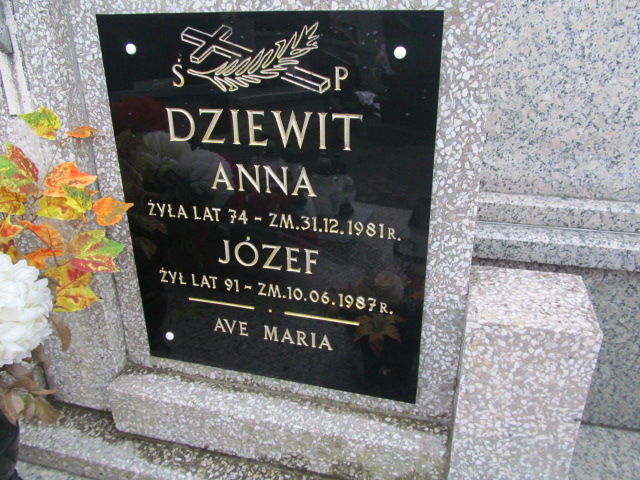 Ś P
DZIEWIT
ANNA
ŻYŁA LAT 74 - ZM. 31.12.1981 R.
JÓZEF
ŻYŁ LAT 91 - ZM. 10.06.1987 R.
AVE MARIA